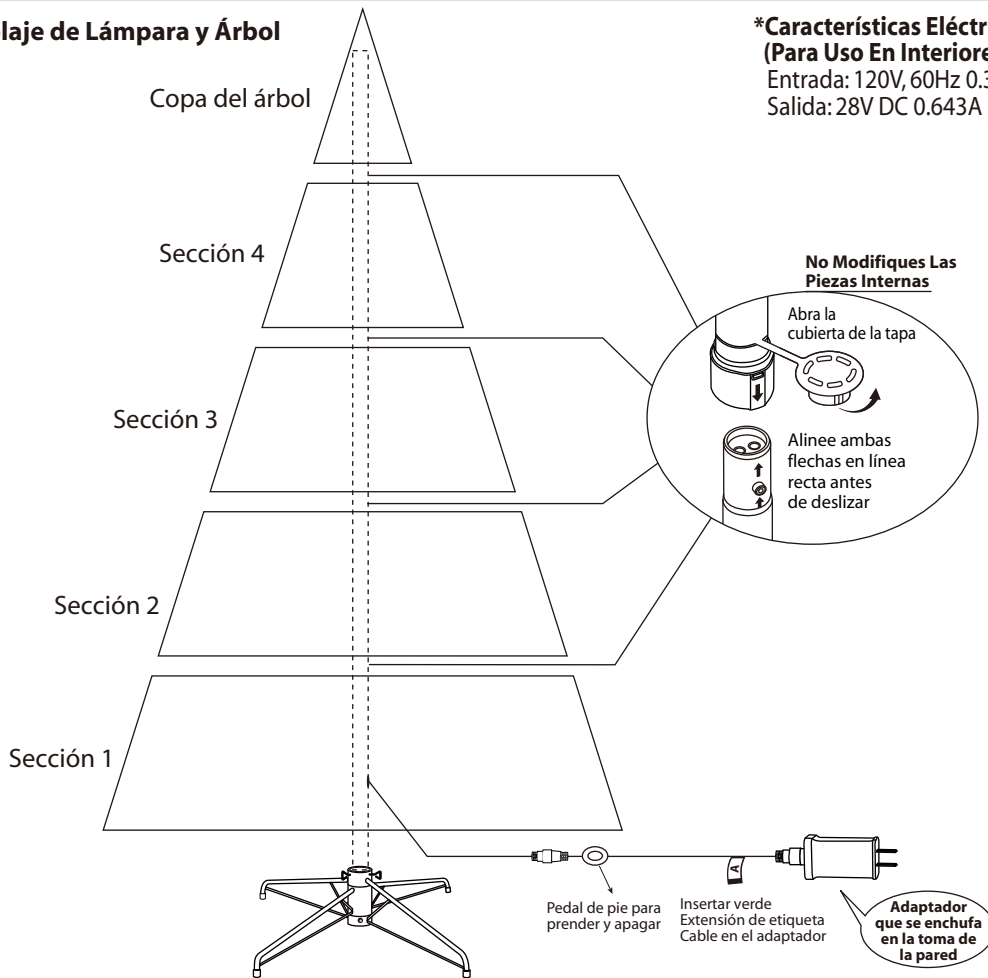 laje de Lámpara y Árbol
*Características Eléctr
(Para Uso En Interiore
Entrada: 120V, 60Hz 0.3
Salida: 28V DC 0.643A
Copa del árbol
Sección 4
Sección 3
Sección 2
Sección 1
No Modifiques Las
Piezas Internas
Abra la
cubierta de la tapa
Alinee ambas
flechas en línea
recta antes
de deslizar
A
Pedal de pie para
prender y apagar
Insertar verde
Extensión de etiqueta
Cable en el adaptador
Adaptador
que se enchufa
en la toma de
la pared